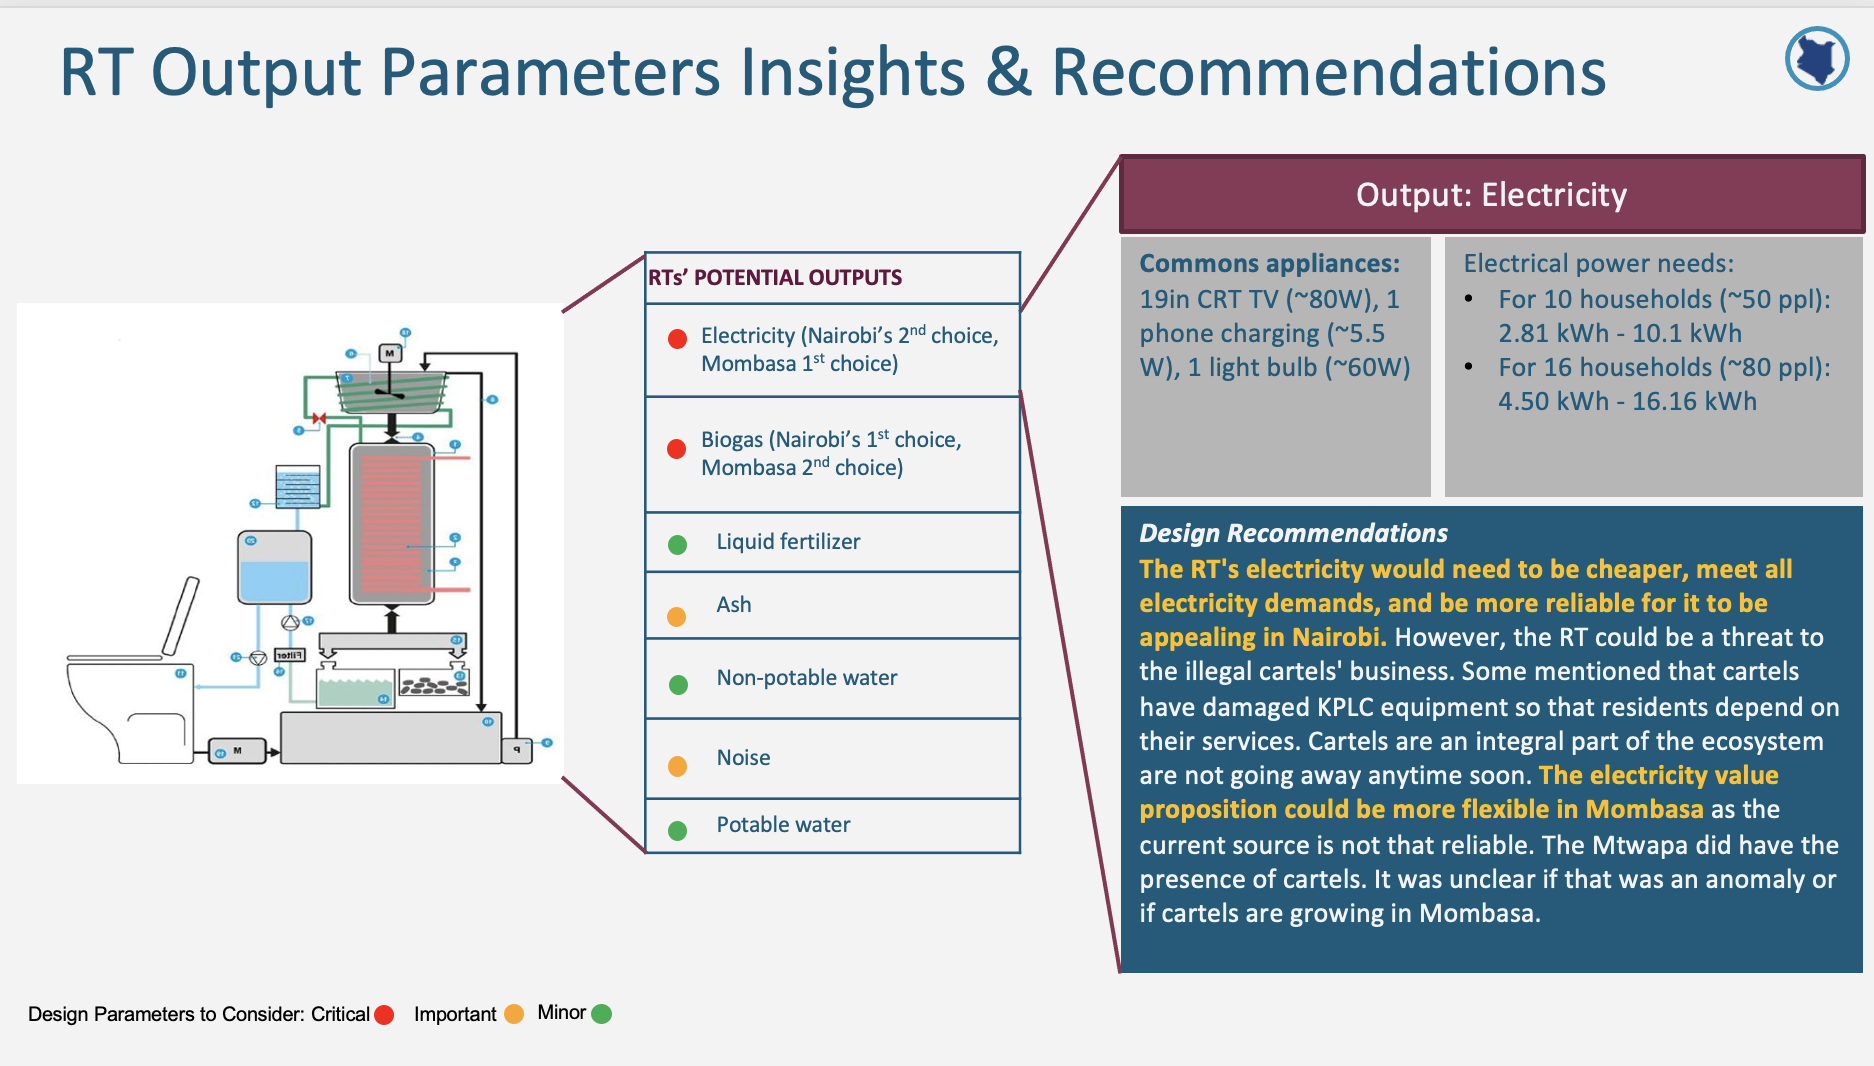 RT Output Parameters Insights & Recommendations
RTs’ POTENTIAL OUTPUTS
Electricity (Nairobi’s 2nd choice,
Mombasa 1st choice)
Biogas (Nairobi’s 1st choice,
Mombasa 2nd choice)
Liquid fertilizer
Ash
Non-potable water
Noise
Potable water
Output: Electricity
Commons appliances:
19in CRT TV (~80W), 1
phone charging (~5.5
W), 1 light bulb (~60W)
Electrical power needs:
• For 10 households (~50 ppl):
2.81 kWh - 10.1 kWh
• For 16 households (~80 ppl):
4.50 kWh - 16.16 kWh
Design Recommendations
The RT's electricity would need to be cheaper, meet all
electricity demands, and be more reliable for it to be
appealing in Nairobi. However, the RT could be a threat to
the illegal cartels' business. Some mentioned that cartels
have damaged KPLC equipment so that residents depend on
their services. Cartels are an integral part of the ecosystem
are not going away anytime soon. The electricity value
proposition could be more flexible in Mombasa as the
current source is not that reliable. The Mtwapa did have the
presence of cartels. It was unclear if that was an anomaly or
if cartels are growing in Mombasa.
M
Filter
M
P
Design Parameters to Consider: Critical
Important
Minor